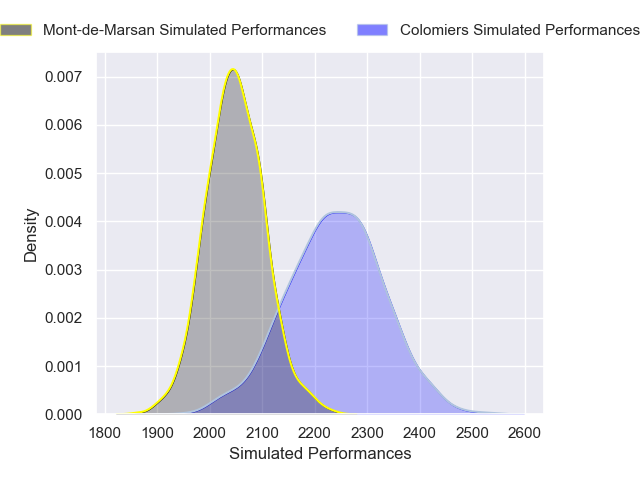 Mont-de-Marsan Simulated Performances
Colomiers Simulated Performances
0.007
0.006
0.005
0.004
0.003
0.002
0.001
0.000
Density
1800 1900 2000 2100 2200 2300 2400 2500 2600
Simulated Performances